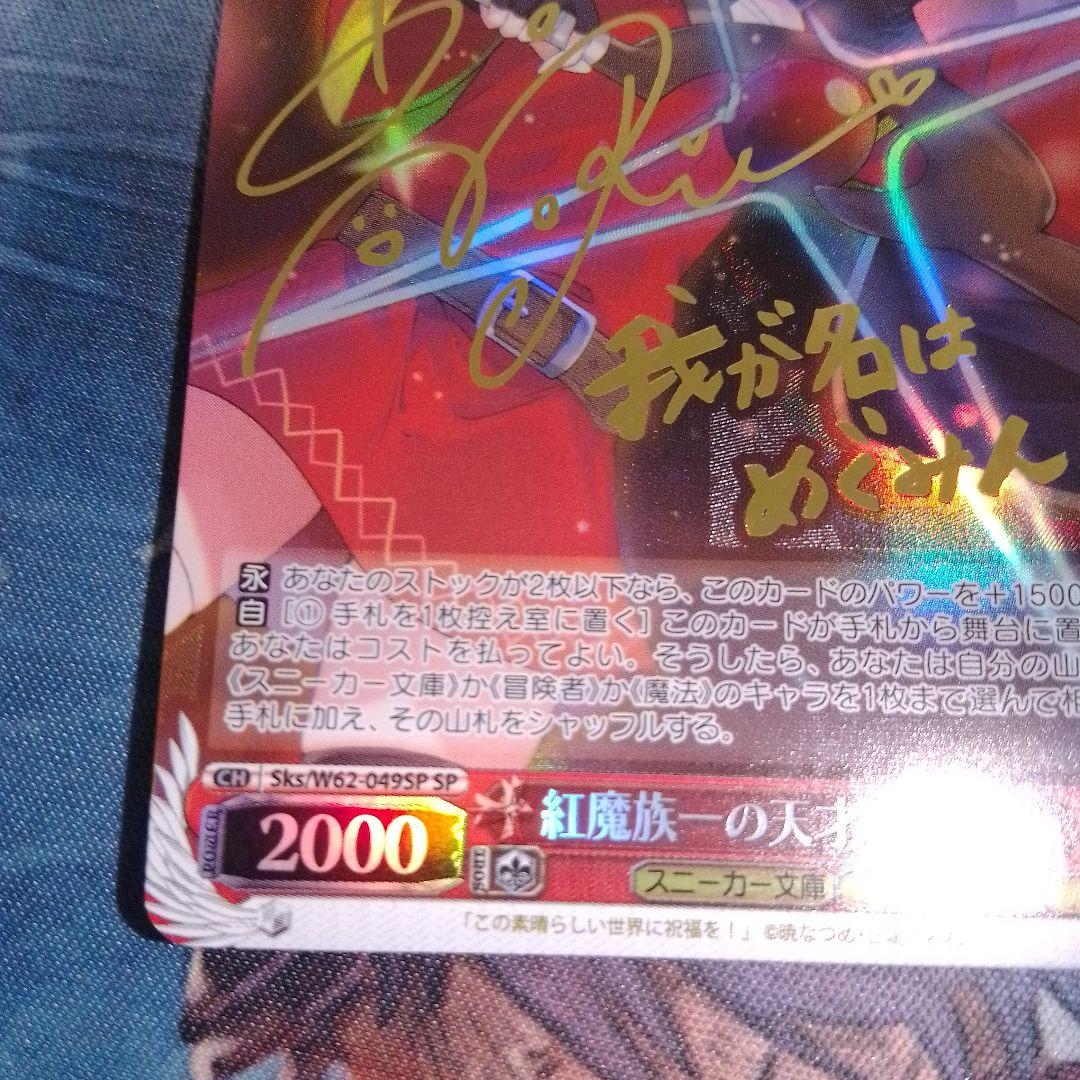 Rie
我が名は
めぐみん
永 あなたのストックが2枚以下なら、このカードのパワーを+1500
自 [① 手札を1枚控え室に置く] このカードが手札から舞台に置
あなたはコストを払ってよい。そうしたら、あなたは自分の山
《スニーカー文庫》か《冒険者》か《魔法》のキャラを1枚まで選んで相
手札に加え、その山札をシャッフルする。
CH Sks/W62-049SP SP
2000 POWER 紅魔族一の天才
SOUL スニーカー文庫
「この素晴らしい世界に祝福を!」 ©暁なつめ・